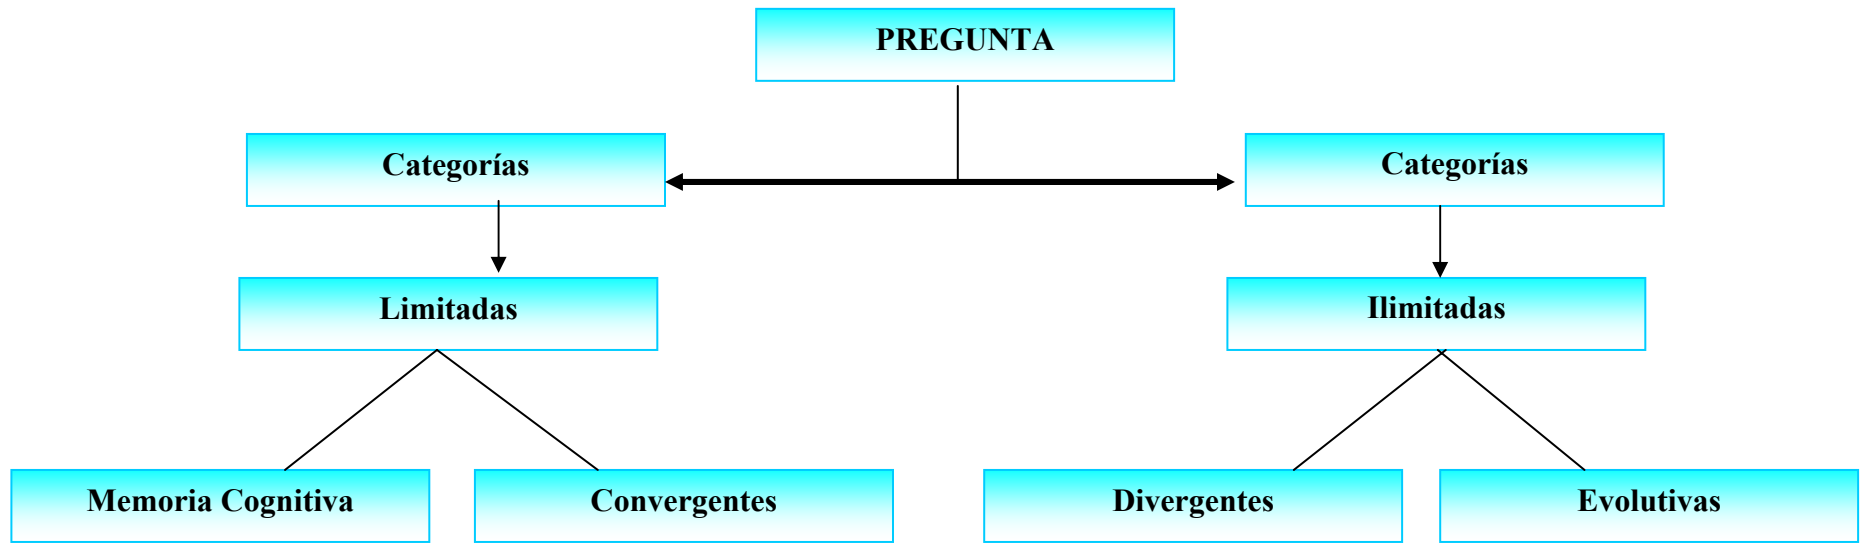 PREGUNTA
Categorías
Categorías
Limitadas
Ilimitadas
Memoria Cognitiva
Convergentes
Divergentes
Evolutivas